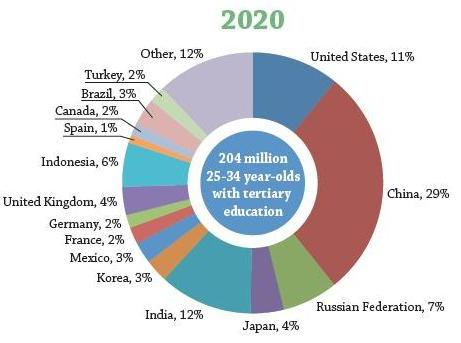 2020
Other, 12%
United States, 11%
Turkey, 2%
Brazil, 3%
Canada, 2%
Spain, 1%
Indonesia, 6%
United Kingdom, 4%
Germany, 2%
France, 2%
Mexico, 3%
Korea, 3%
India, 12%
Japan, 4%
Russian Federation, 7%
China, 29%
204 million
25-34 year-olds
with tertiary
education